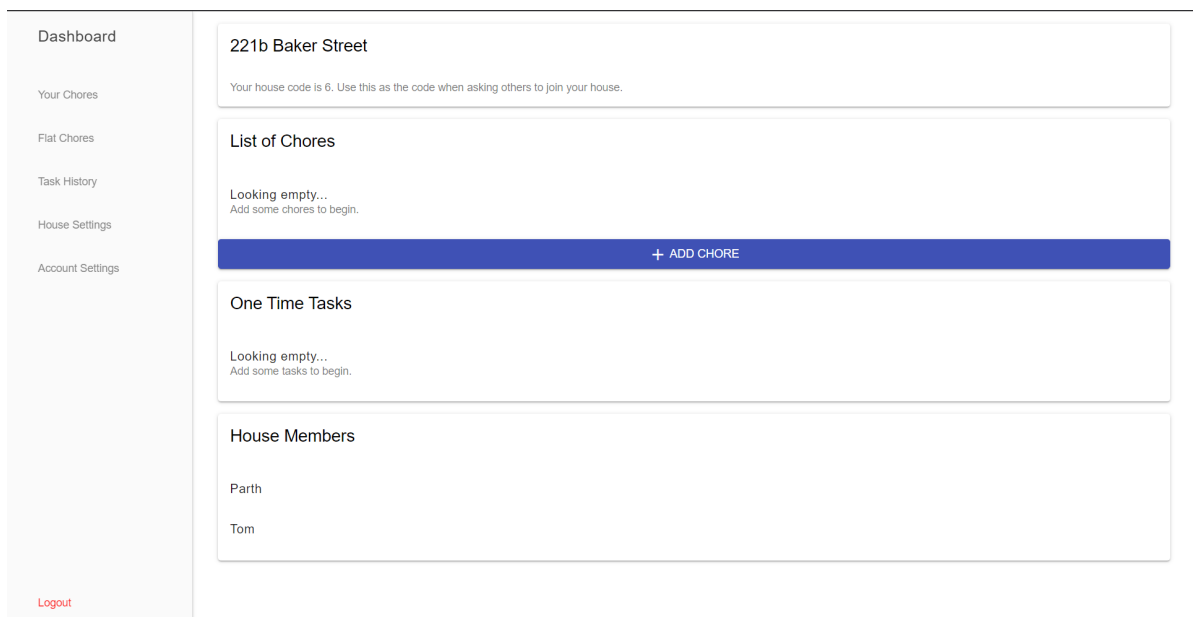 Dashboard
Your Chores
Flat Chores
Task History
House Settings
Account Settings
Logout
221b Baker Street
Your house code is 6. Use this as the code when asking others to join your house.
List of Chores
Looking empty...
Add some chores to begin.
+ ADD CHORE
One Time Tasks
Looking empty...
Add some tasks to begin.
House Members
Parth
Tom